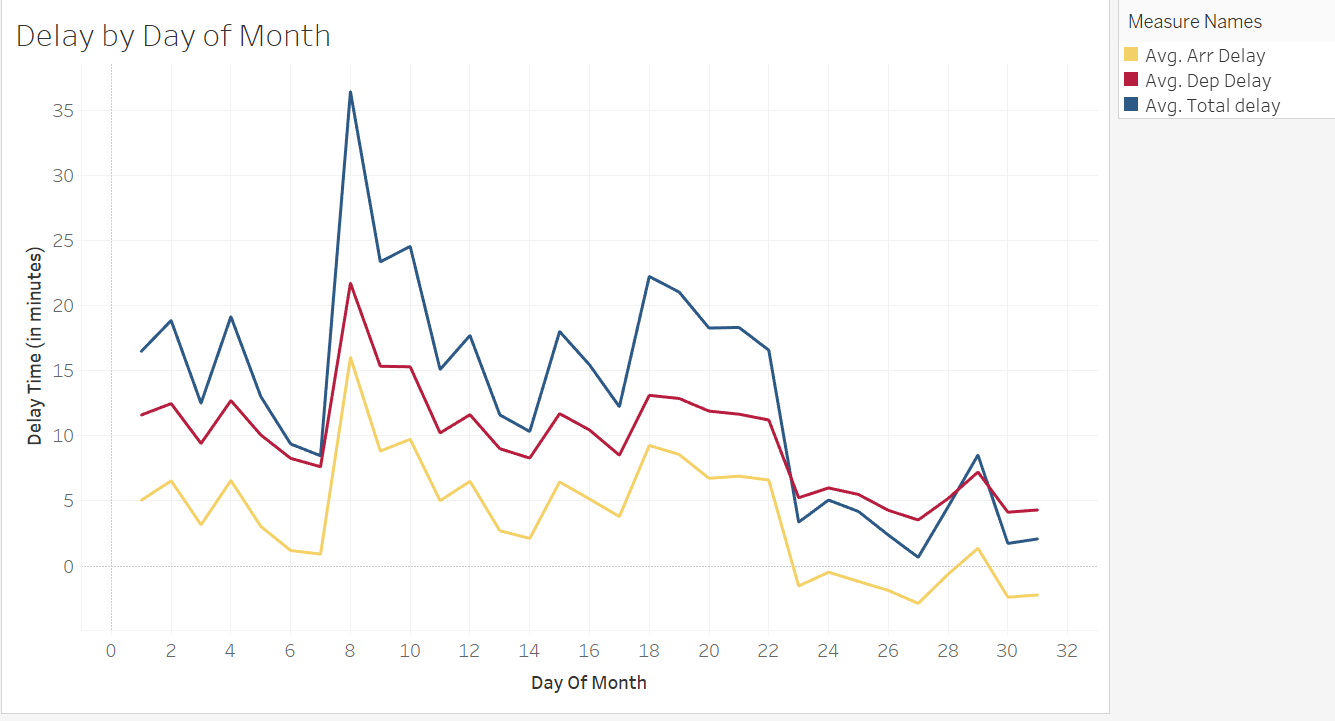 Delay by Day of Month
Measure Names
Avg. Arr Delay
Avg. Dep Delay
Avg. Total delay
Delay Time (in minutes)
35
30
25
20
15
10
5
0
0 2 4 6 8 10 12 14 16 18 20 22 24 26 28 30 32
Day Of Month